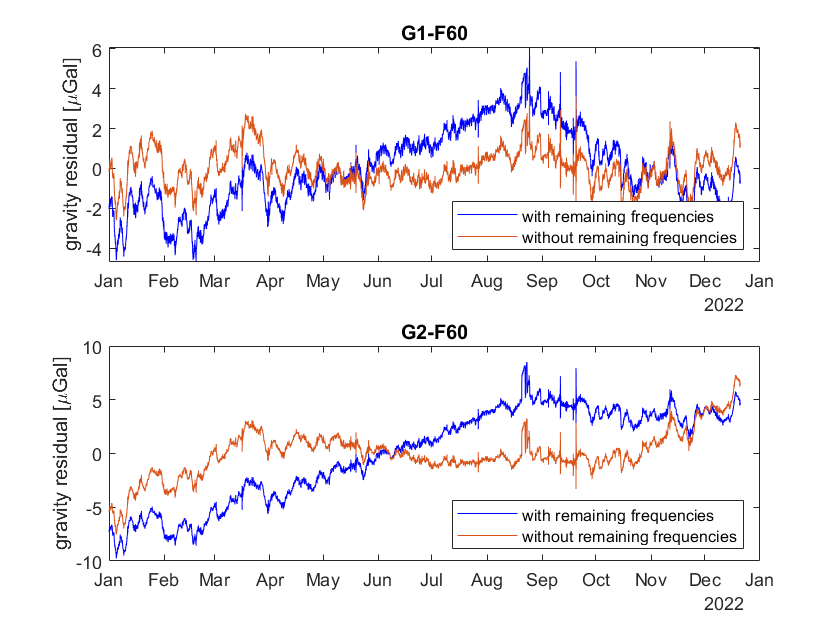 G1-F60
gravity residual [μGal]
6
4
2
0
-2
-4
with remaining frequencies
without remaining frequencies
Jan Feb Mar Apr May Jun Jul Aug Sep Oct Nov Dec Jan
2022
G2-F60
gravity residual [μGal]
10
5
0
-5
-10
with remaining frequencies
without remaining frequencies
Jan Feb Mar Apr May Jun Jul Aug Sep Oct Nov Dec Jan
2022